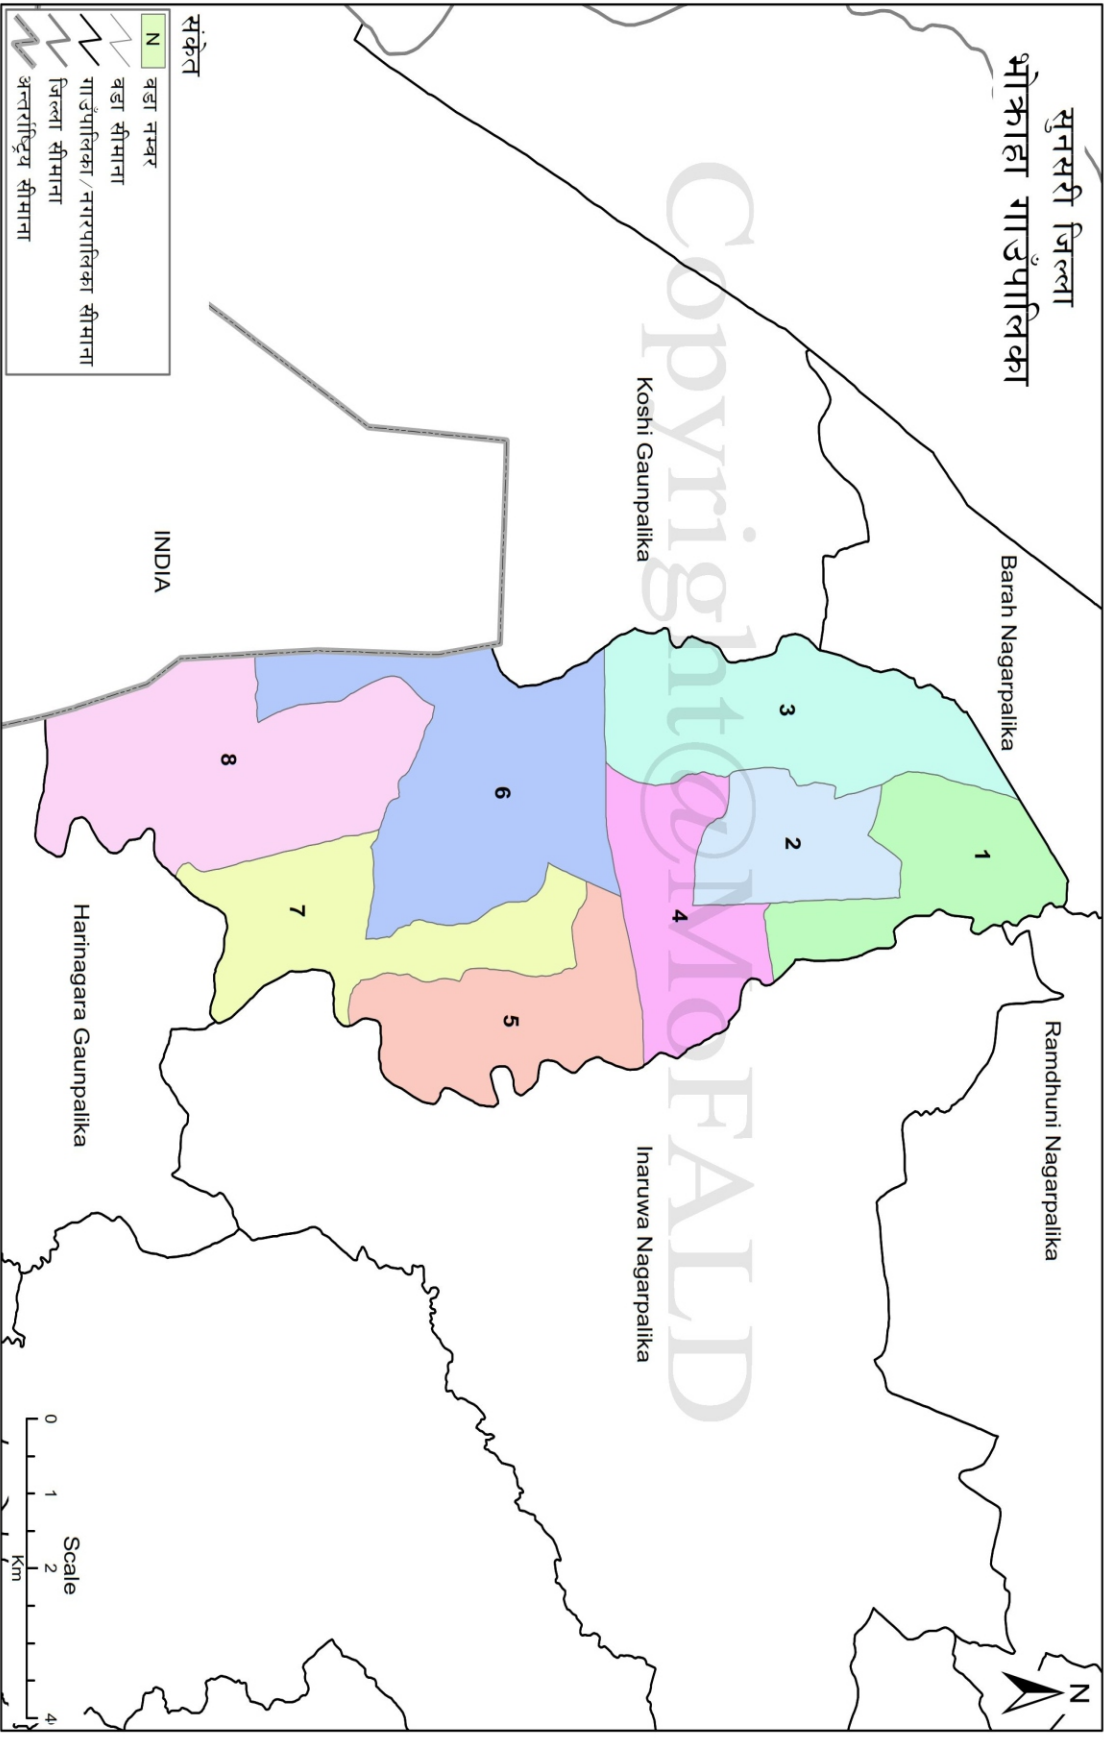 सुनसरी जिल्ला
भोक्राहा गाउँपालिका
N
Barah Nagarpalika
Ramdhuni Nagarpalika
1
3
2
Copyright@MoFALD
Koshi Gaunpalika
4
Inaruwa Nagarpalika
6
5
7
8
INDIA
Harinagara Gaunpalika
संकेत
N वडा नम्बर
वडा सीमाना
गाउँपालिका/नगरपालिका सीमाना
जिल्ला सीमाना
अन्तर्राष्ट्रिय सीमाना
Scale
0 1 2 4
Km